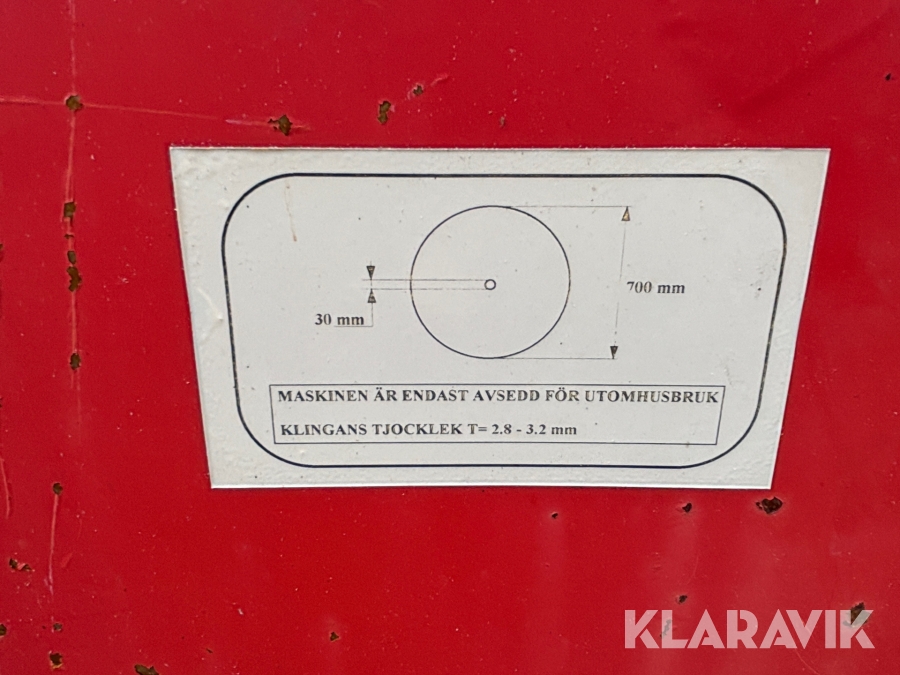 700 mm
30 mm
MASKINEN ÄR ENDAST AVSEDD FÖR UTOMHUSBRUK
KLINGANS TJOCKLEK T= 2.8 - 3.2 mm
KLARAVIK